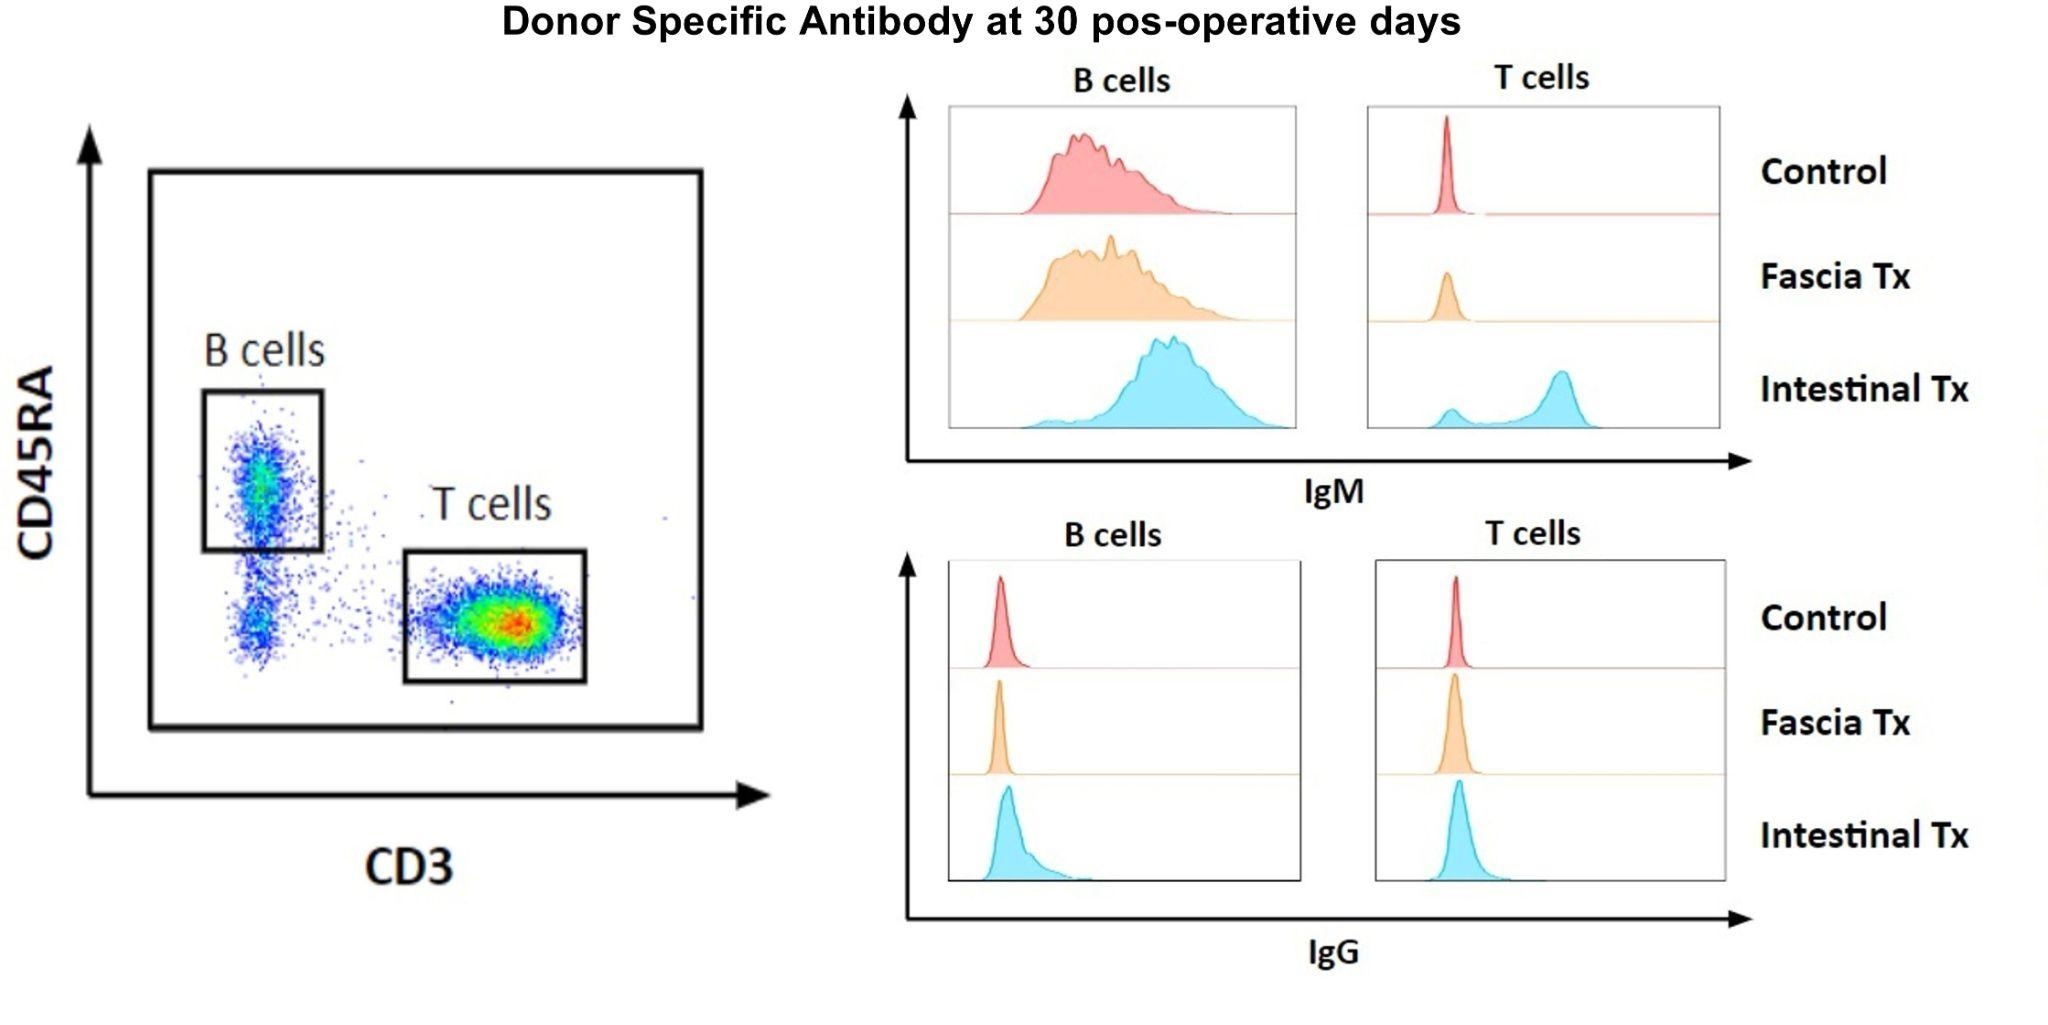 Donor Specific Antibody at 30 pos-operative days
CD45RA
B cells
T cells
CD3
B cells
T cells
Control
Fascia Tx
Intestinal Tx
IgM
B cells
T cells
Control
Fascia Tx
Intestinal Tx
IgG